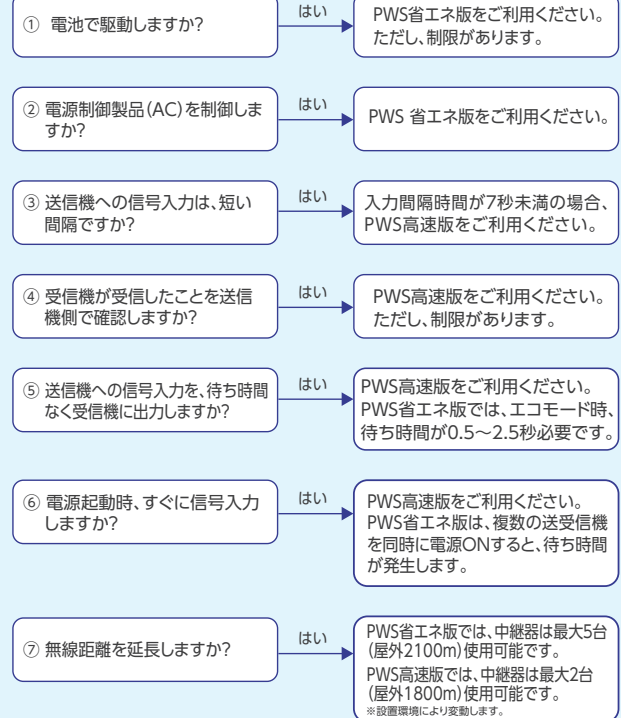 ① 電池で駆動しますか?
はい
PWS省エネ版をご利用ください。
ただし、制限があります。
② 電源制御製品(AC)を制御しま
すか?
はい
PWS 省エネ版をご利用ください。
③ 送信機への信号入力は、短い
間隔ですか?
はい
入力間隔時間が7秒未満の場合、
PWS高速版をご利用ください。
④ 受信機が受信したことを送信
機側で確認しますか?
はい
PWS高速版をご利用ください。
ただし、制限があります。
⑤ 送信機への信号入力を、待ち時間
なく受信機に出力しますか?
はい
PWS高速版をご利用ください。
PWS省エネ版では、エコモード時、
待ち時間が0.5～2.5秒必要です。
⑥ 電源起動時、すぐに信号入力
しますか?
はい
PWS高速版をご利用ください。
PWS省エネ版は、複数の送受信機
を同時に電源ONすると、待ち時間
が発生します。
⑦ 無線距離を延長しますか?
はい
PWS省エネ版では、中継器は最大5台
(屋外2100m)使用可能です。
PWS高速版では、中継器は最大2台
(屋外1800m)使用可能です。
※設置環境により変動します。